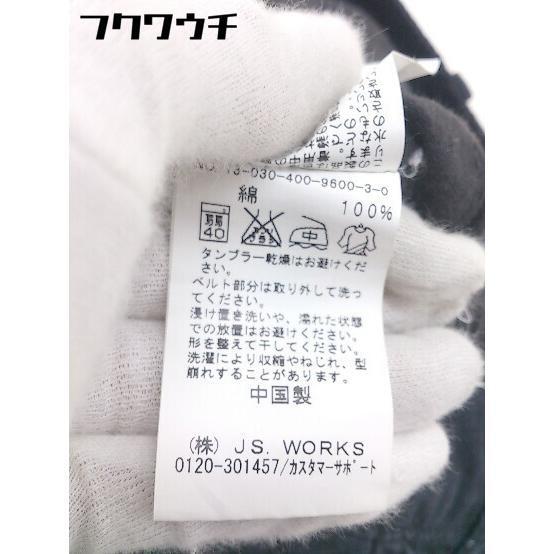 フクワウチ
NO.13-030-400-9600-3-0
綿
100%
40
中
タンブラー乾燥はお避けくだ
さい。
ベルト部分は取り外して洗っ
てください。
浸け置き洗いや、濡れた状態
での放置はお避けください。
形を整えて干してください。
洗濯により収縮やねじれ、型
崩れすることがあります。
中国製
(株) J.S. WORKS
0120-301457/カスタマーサポート